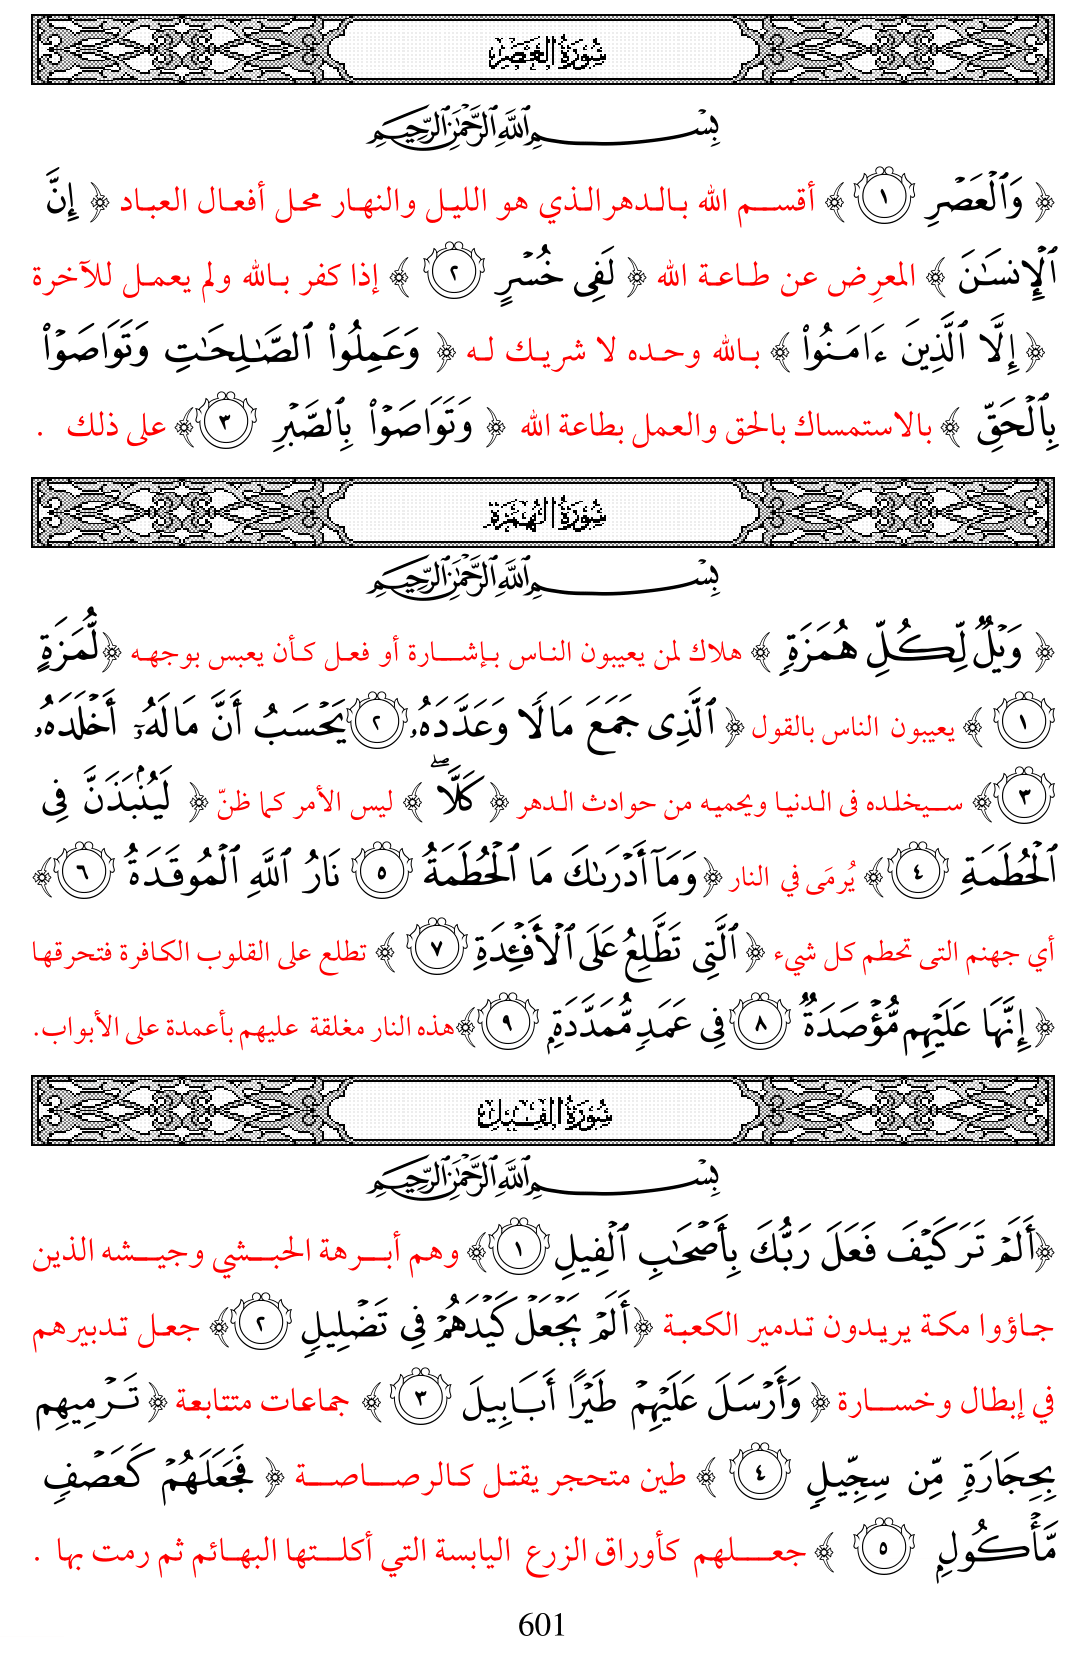 سُورَةُ العَصْرِ
بِسْمِ ٱللَّهِ ٱلرَّحْمَٰنِ ٱلرَّحِيمِ
﴿ وَٱلْعَصْرِ ١ ﴾ أقسم الله بالدهر الذي هو الليل والنهار محل أفعال العباد ﴿ إِنَّ
ٱلْإِنسَـٰنَ ﴾ المعرِض عن طاعة الله ﴿ لَفِى خُسْرٍ ٢ ﴾ إذا كفر بالله ولم يعمل للآخرة
﴿ إِلَّا ٱلَّذِينَ ءَامَنُوا۟ ﴾ بالله وحده لا شريك له ﴿ وَعَمِلُوا۟ ٱلصَّـٰلِحَـٰتِ وَتَوَاصَوْا۟
بِٱلْحَقِّ ﴾ بالاستمساك بالحق والعمل بطاعة الله ﴿ وَتَوَاصَوْا۟ بِٱلصَّبْرِ ٣ ﴾ على ذلك .
سُورَةُ الهُمَزَةِ
بِسْمِ ٱللَّهِ ٱلرَّحْمَٰنِ ٱلرَّحِيمِ
﴿ وَيْلٌ لِّكُلِّ هُمَزَةٍ ﴾ هلاك لمن يعيبون الناس بإشارة أو فعل كأن يعبس بوجهه ﴿ لُّمَزَةٍ
١ ﴾ يعيبون الناس بالقول ﴿ ٱلَّذِى جَمَعَ مَالًا وَعَدَّدَهُۥ ٢ يَحْسَبُ أَنَّ مَالَهُۥٓ أَخْلَدَهُۥ
٣ ﴾ سيخلده فى الدنيا ويحميه من حوادث الدهر ﴿ كَلَّا ۖ ﴾ ليس الأمر كما ظنّ ﴿ لَيُنۢبَذَنَّ فِى
ٱلْحُطَمَةِ ٤ ﴾ يُرمَى في النار ﴿ وَمَآ أَدْرَىٰكَ مَا ٱلْحُطَمَةُ ٥ نَارُ ٱللَّهِ ٱلْمُوقَدَةُ ٦ ﴾
أي جهنم التى تحطم كل شيء ﴿ ٱلَّتِى تَطَّلِعُ عَلَى ٱلْأَفْـِٔدَةِ ٧ ﴾ تطلع على القلوب الكافرة فتحرقها
﴿ إِنَّهَا عَلَيْهِم مُّؤْصَدَةٌ ٨ فِى عَمَدٍ مُّمَدَّدَةٍۭ ٩ ﴾ هذه النار مغلقة عليهم بأعمدة على الأبواب.
سُورَةُ الفِيلِ
بِسْمِ ٱللَّهِ ٱلرَّحْمَٰنِ ٱلرَّحِيمِ
﴿ أَلَمْ تَرَ كَيْفَ فَعَلَ رَبُّكَ بِأَصْحَـٰبِ ٱلْفِيلِ ١ ﴾ وهم أبرهة الحبشي وجيشه الذين
جاؤوا مكة يريدون تدمير الكعبة ﴿ أَلَمْ يَجْعَلْ كَيْدَهُمْ فِى تَضْلِيلٍ ٢ ﴾ جعل تدبيرهم
في إبطال وخسارة ﴿ وَأَرْسَلَ عَلَيْهِمْ طَيْرًا أَبَابِيلَ ٣ ﴾ جماعات متتابعة ﴿ تَرْمِيهِم
بِحِجَارَةٍ مِّن سِجِّيلٍ ٤ ﴾ طين متحجر يقتل كالرصاصة ﴿ فَجَعَلَهُمْ كَعَصْفٍ
مَّأْكُولٍۭ ٥ ﴾ جعلهم كأوراق الزرع اليابسة التي أكلتها البهائم ثم رمت بها .
601